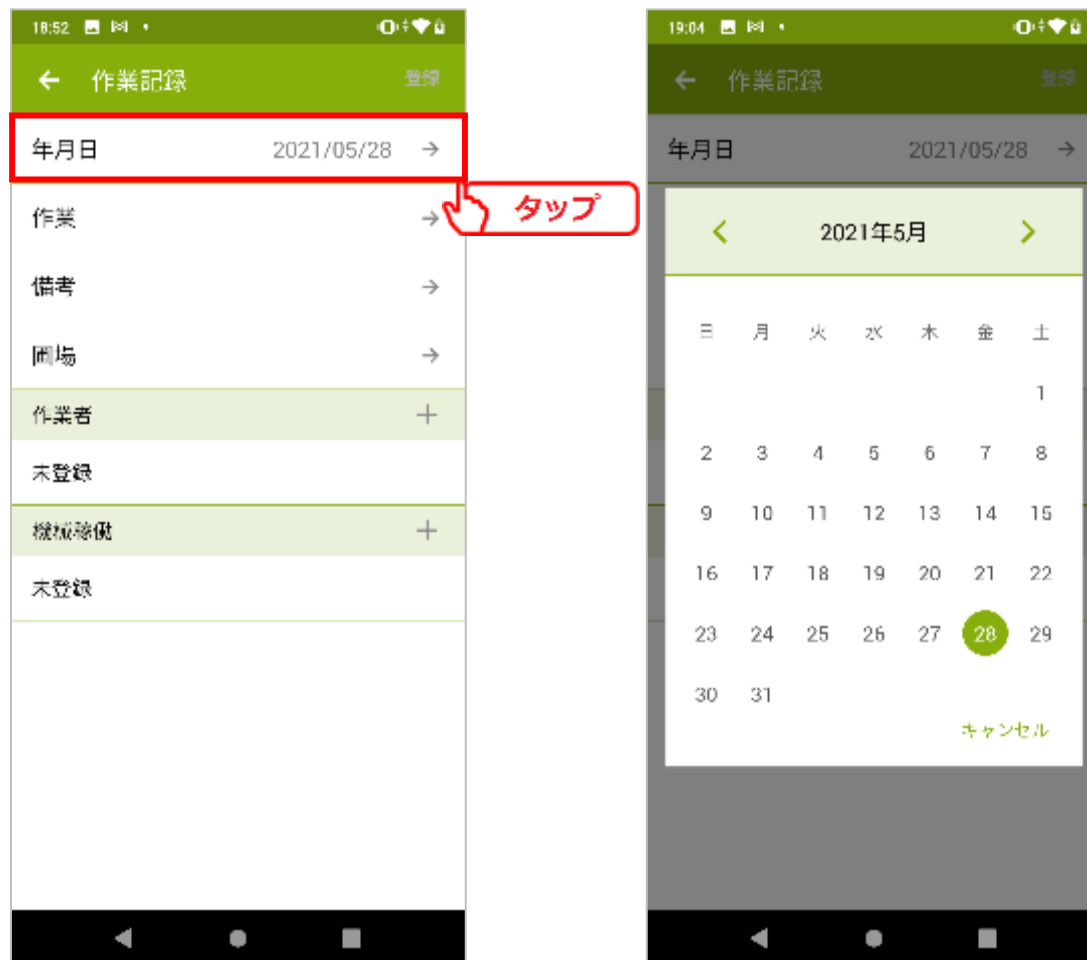 18:52
← 作業記録 登録
年月日 2021/05/28 →
タップ
作業 →
備考 →
圃場 →
作業者 +
未登録
機械稼働 +
未登録
19:04
← 作業記録 登録
年月日 2021/05/28 →
< 2021年5月 >
日 月 火 水 木 金 土
1
2 3 4 5 6 7 8
9 10 11 12 13 14 15
16 17 18 19 20 21 22
23 24 25 26 27 28 29
30 31
キャンセル